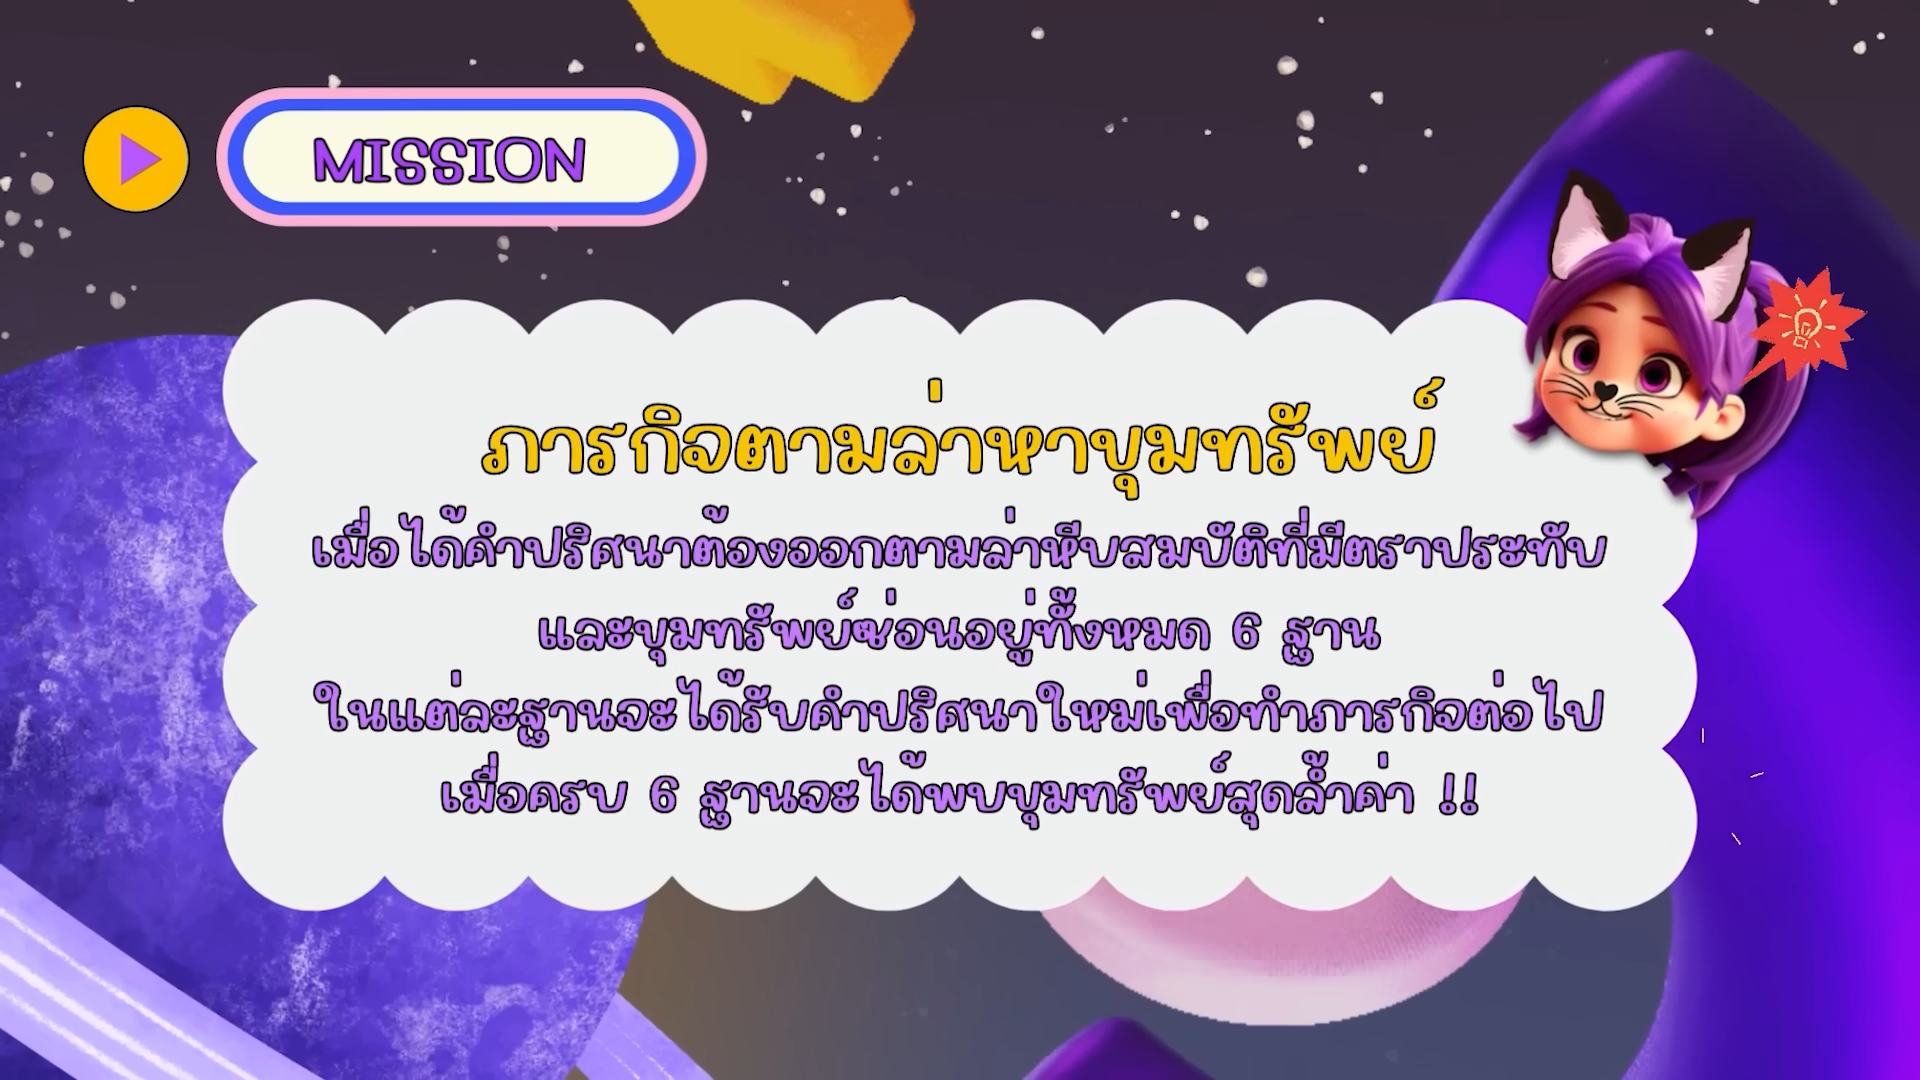 MISSION
ภารกิจตามล่าหาขุมทรัพย์
เมื่อได้คำปริศนาต้องออกตามล่าหีบสมบัติที่มีตราประทับ
และขุมทรัพย์ซ่อนอยู่ทั้งหมด 6 ฐาน
ในแต่ละฐานจะได้รับคำปริศนาใหม่เพื่อทำภารกิจต่อไป
เมื่อครบ 6 ฐานจะได้พบขุมทรัพย์สุดล้ำค่า !!